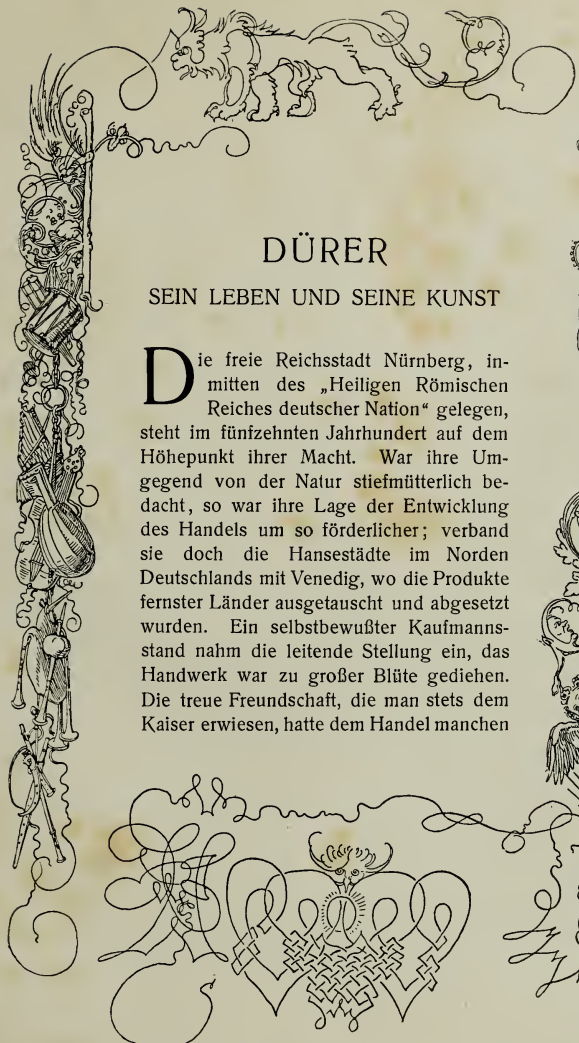 DÜRER
SEIN LEBEN UND SEINE KUNST
Die freie Reichsstadt Nürnberg, in-
mitten des „Heiligen Römischen
Reiches deutscher Nation“ gelegen,
steht im fünfzehnten Jahrhundert auf dem
Höhepunkt ihrer Macht. War ihre Um-
gegend von der Natur stiefmütterlich be-
dacht, so war ihre Lage der Entwicklung
des Handels um so förderlicher; verband
sie doch die Hansestädte im Norden
Deutschlands mit Venedig, wo die Produkte
fernster Länder ausgetauscht und abgesetzt
wurden. Ein selbstbewußter Kaufmanns-
stand nahm die leitende Stellung ein, das
Handwerk war zu großer Blüte gediehen.
Die treue Freundschaft, die man stets dem
Kaiser erwiesen, hatte dem Handel manchen